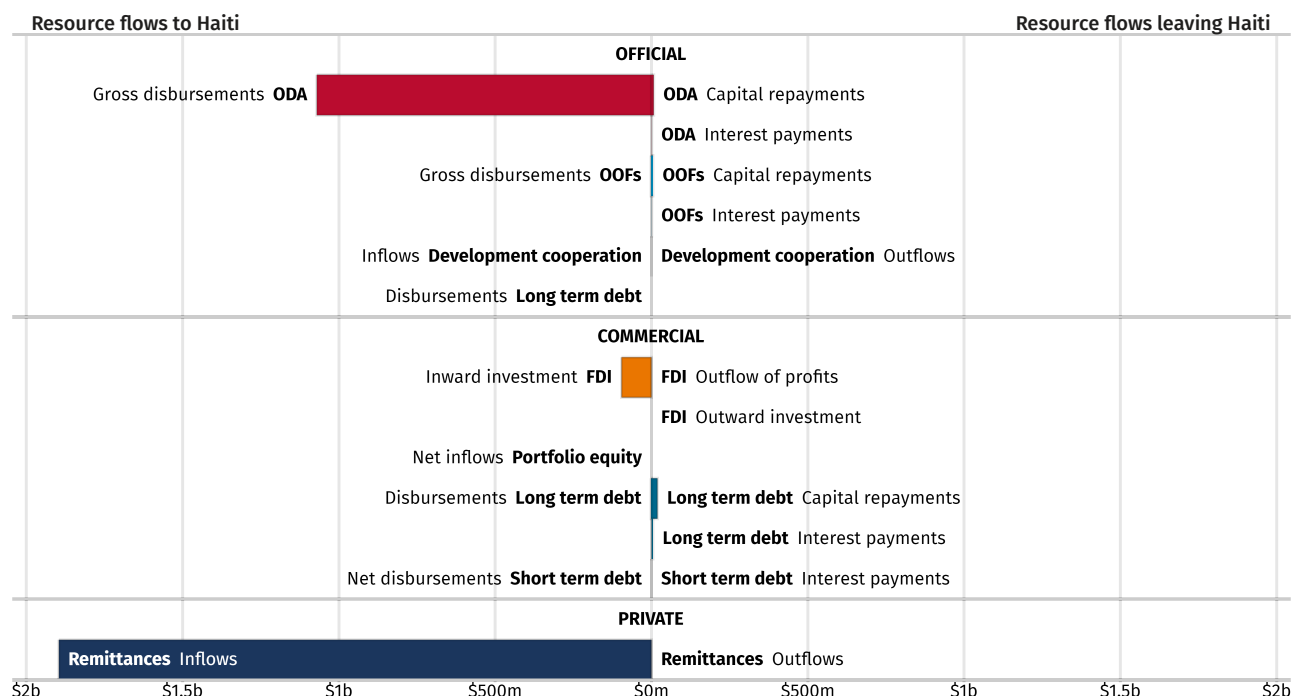 Resource flows to Haiti Resource flows leaving Haiti
OFFICIAL
Gross disbursements ODA ODA Capital repayments
ODA Interest payments
Gross disbursements OOFs OOFs Capital repayments
OOFs Interest payments
Inflows Development cooperation Development cooperation Outflows
Disbursements Long term debt
COMMERCIAL
Inward investment FDI FDI Outflow of profits
FDI Outward investment
Net inflows Portfolio equity
Disbursements Long term debt Long term debt Capital repayments
Long term debt Interest payments
Net disbursements Short term debt Short term debt Interest payments
PRIVATE
Remittances Inflows Remittances Outflows
$2b $1.5b $1b $500m $0m $500m $1b $1.5b $2b